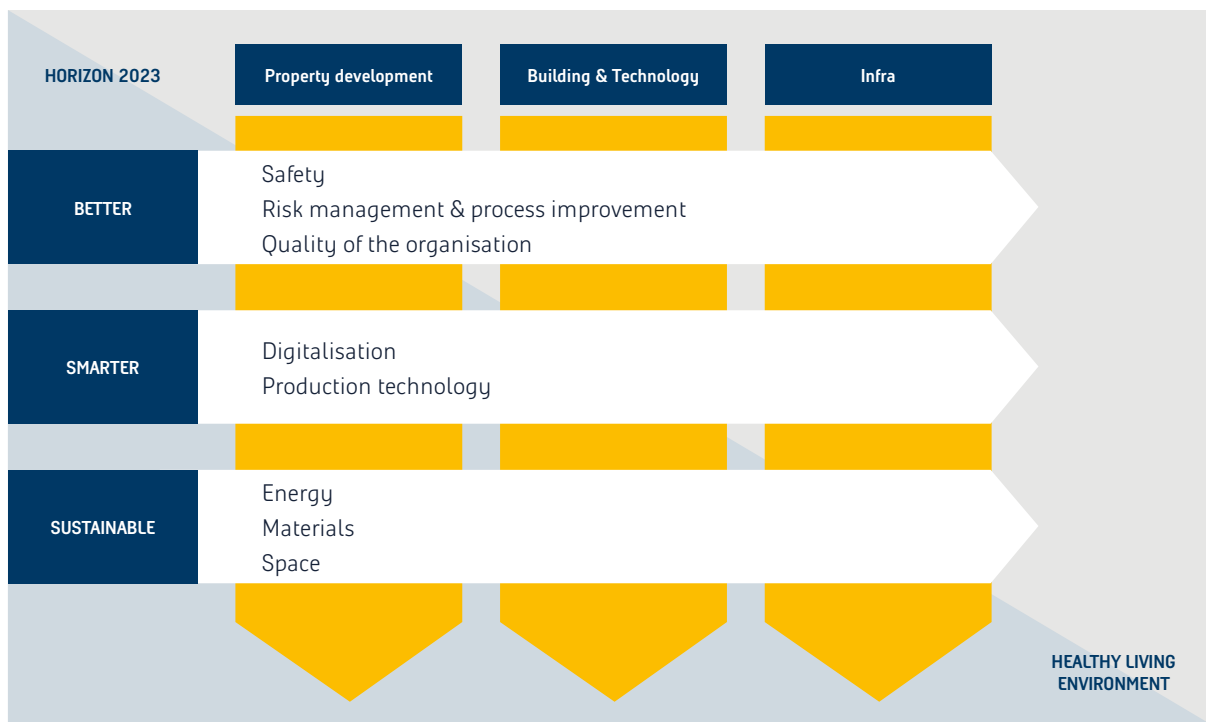 HORIZON 2023
Property development
Building & Technology
Infra
BETTER
Safety
Risk management & process improvement
Quality of the organisation
SMARTER
Digitalisation
Production technology
SUSTAINABLE
Energy
Materials
Space
HEALTHY LIVING
ENVIRONMENT